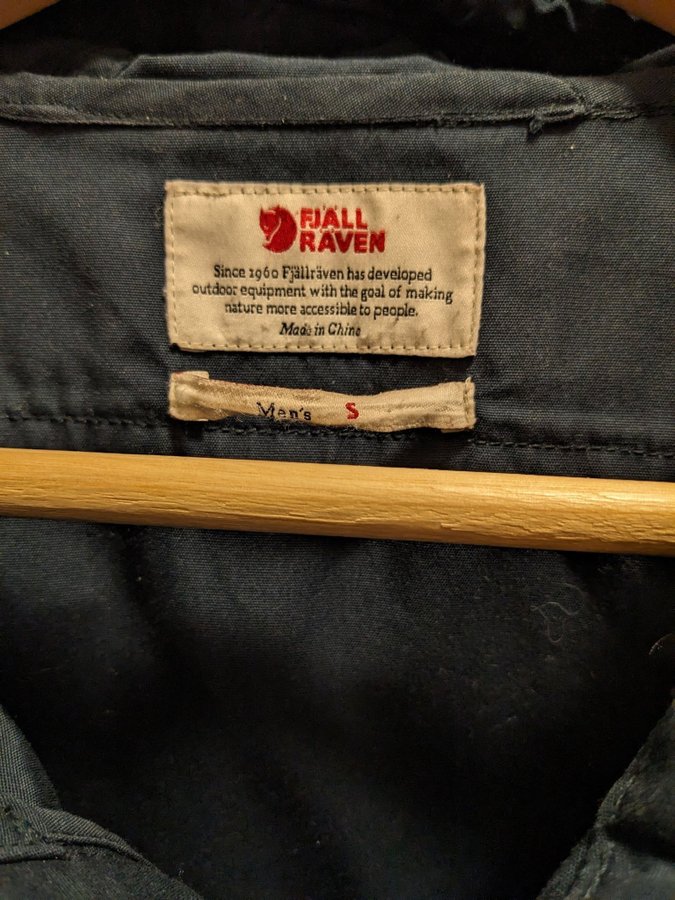 FJÄLL
RÄVEN
Since 1960 Fjällräven has developed
outdoor equipment with the goal of making
nature more accessible to people.
Made in China
Men's S